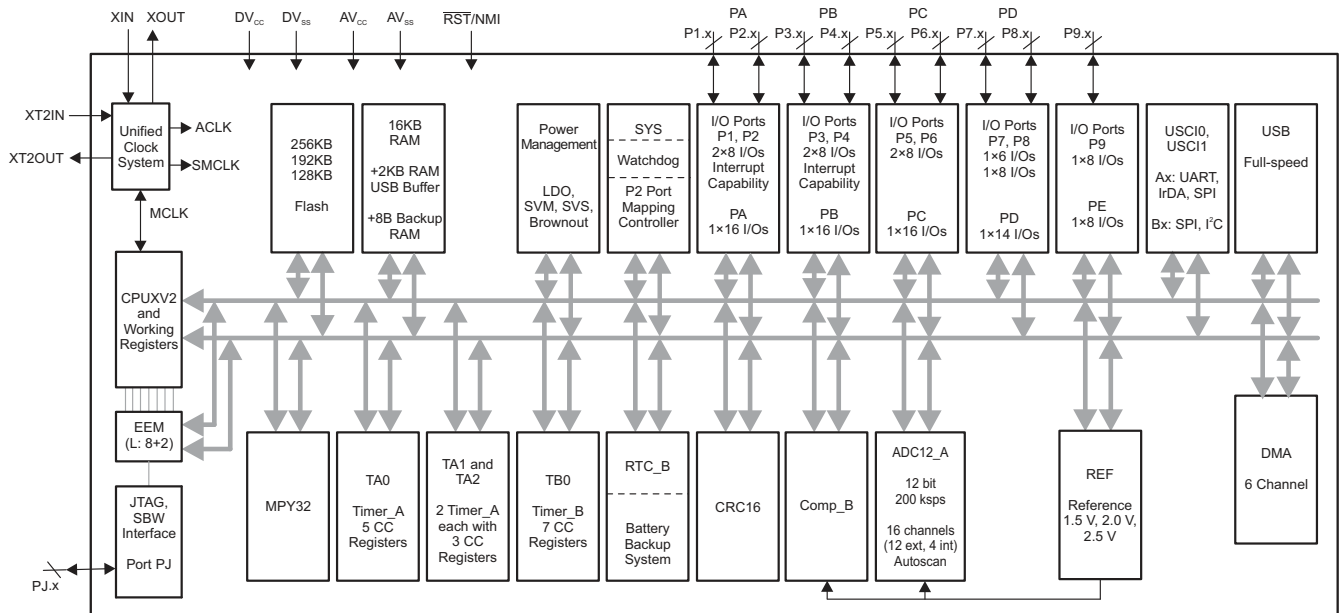 XIN XOUT DVCC DVSS AVCC AVSS RST/NMI
PA PB PC PD
P1.x P2.x P3.x P4.x P5.x P6.x P7.x P8.x P9.x
XT2IN
XT2OUT
Unified
Clock
System
ACLK
SMCLK
MCLK
256KB
192KB
128KB
Flash
16KB
RAM
+2KB RAM
USB Buffer
+8B Backup
RAM
Power
Management
LDO,
SVM, SVS,
Brownout
SYS
Watchdog
P2 Port
Mapping
Controller
I/O Ports
P1, P2
2×8 I/Os
Interrupt
Capability
PA
1×16 I/Os
I/O Ports
P3, P4
2×8 I/Os
Interrupt
Capability
PB
1×16 I/Os
I/O Ports
P5, P6
2×8 I/Os
PC
1×16 I/Os
I/O Ports
P7, P8
1×6 I/Os
1×8 I/Os
PD
1×14 I/Os
I/O Ports
P9
1×8 I/Os
PE
1×8 I/Os
USCI0,
USCI1
Ax: UART,
IrDA, SPI
Bx: SPI, I²C
USB
Full-speed
CPUXV2
and
Working
Registers
EEM
(L: 8+2)
JTAG,
SBW
Interface
Port PJ
PJ.x
MPY32
TA0
Timer_A
5 CC
Registers
TA1 and
TA2
2 Timer_A
each with
3 CC
Registers
TB0
Timer_B
7 CC
Registers
RTC_B
Battery
Backup
System
CRC16
Comp_B
ADC12_A
12 bit
200 ksps
16 channels
(12 ext, 4 int)
Autoscan
REF
Reference
1.5 V, 2.0 V,
2.5 V
DMA
6 Channel